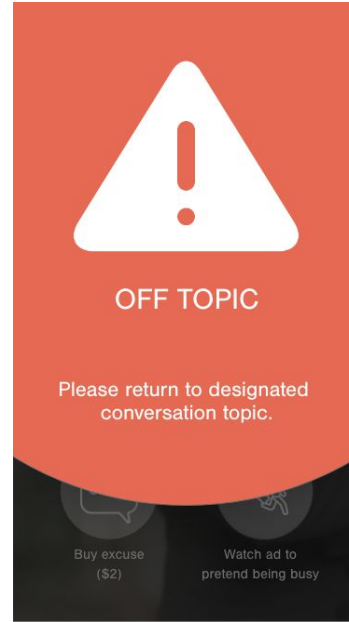 OFF TOPIC
Please return to designated
conversation topic.
Buy excuse
($2)
Watch ad to
pretend being busy